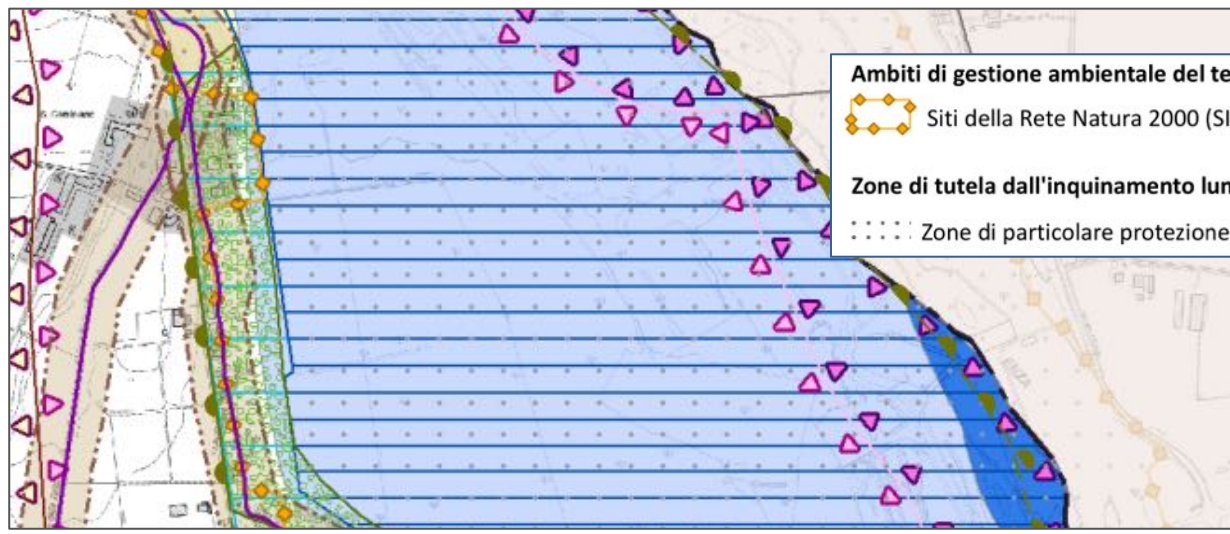 Ambiti di gestione ambientale del te
Siti della Rete Natura 2000 (SI
Zone di tutela dall'inquinamento lun
Zone di particolare protezione
ENZA